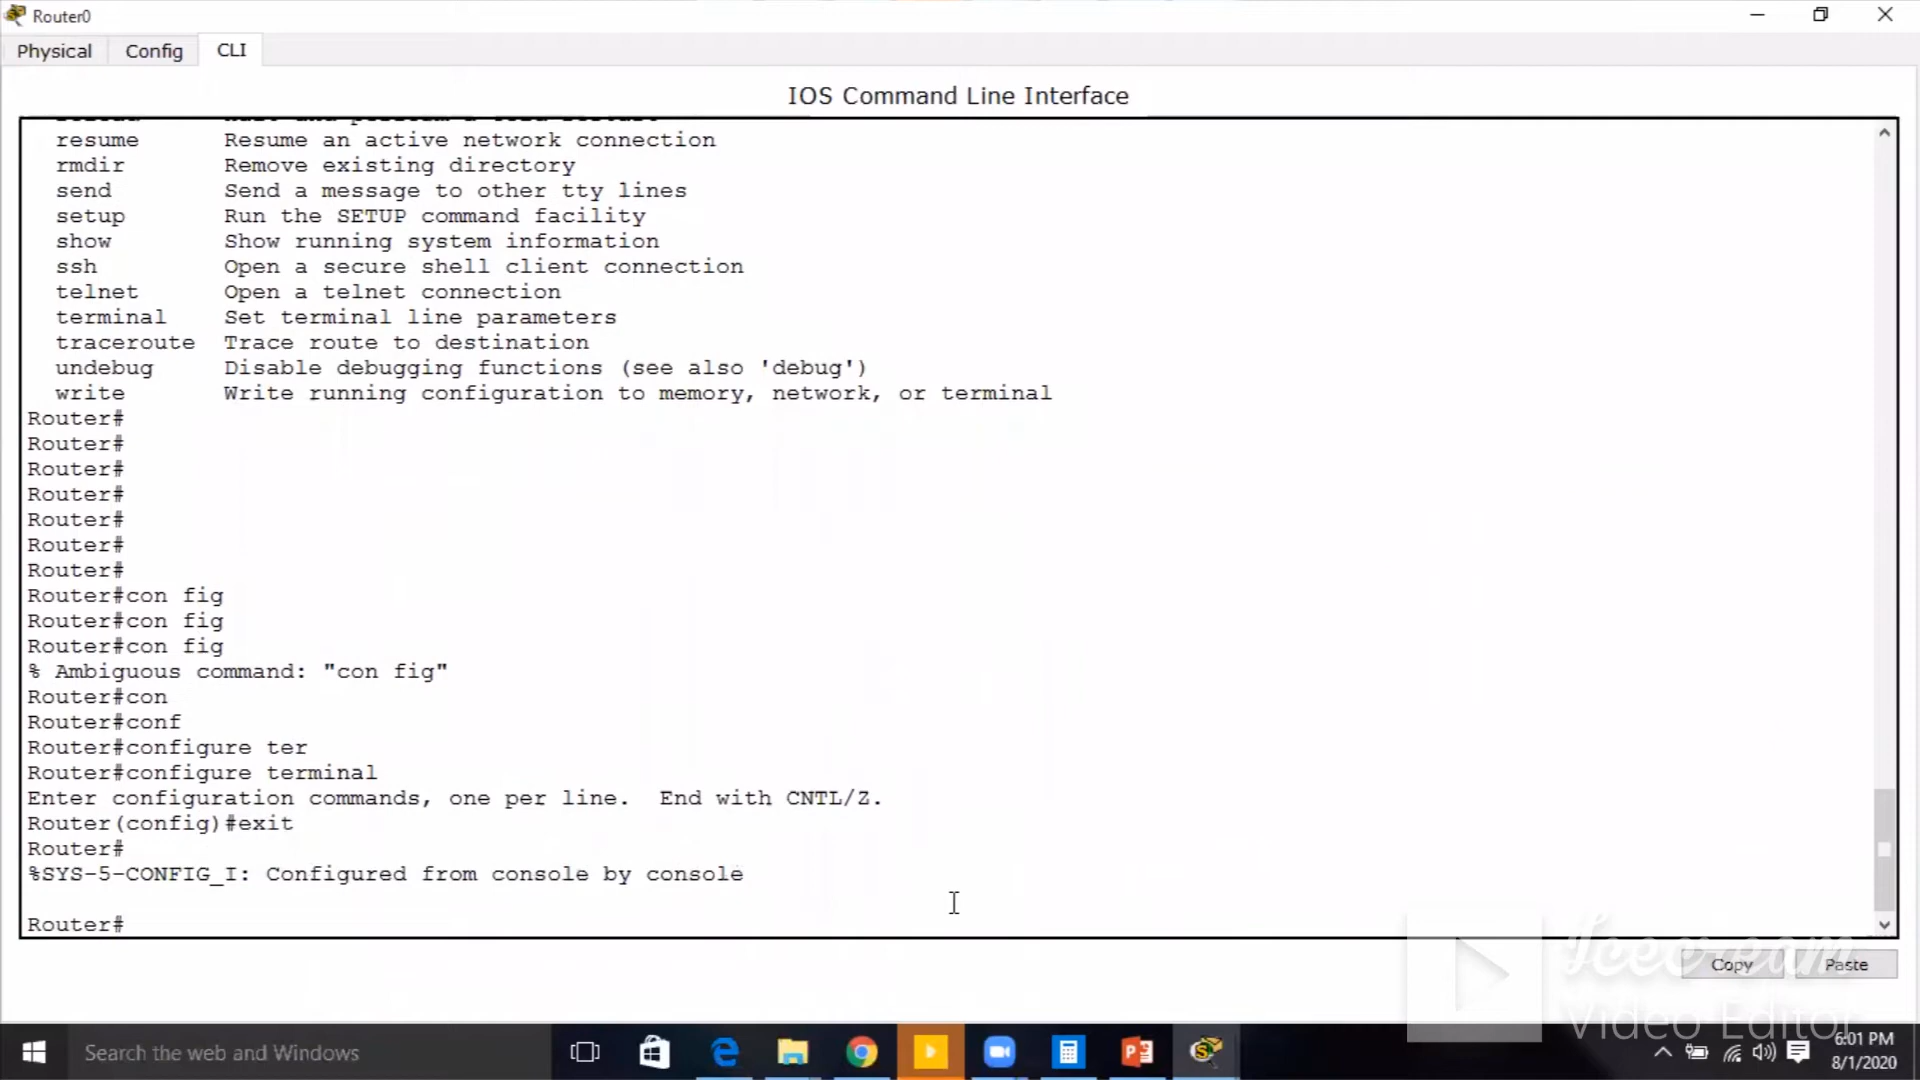 Router0
Physical Config CLI
IOS Command Line Interface
resume Resume an active network connection
rmdir Remove existing directory
send Send a message to other tty lines
setup Run the SETUP command facility
show Show running system information
ssh Open a secure shell client connection
telnet Open a telnet connection
terminal Set terminal line parameters
traceroute Trace route to destination
undebug Disable debugging functions (see also 'debug')
write Write running configuration to memory, network, or terminal
Router#
Router#
Router#
Router#
Router#
Router#
Router#
Router#con fig
Router#con fig
Router#con fig
% Ambiguous command: "con fig"
Router#con
Router#conf
Router#configure ter
Router#configure terminal
Enter configuration commands, one per line. End with CNTL/Z.
Router(config)#exit
Router#
%SYS-5-CONFIG_I: Configured from console by console
Router#
Copy Paste
Icecream
Video Editor
Search the web and Windows
6:01 PM
8/1/2020